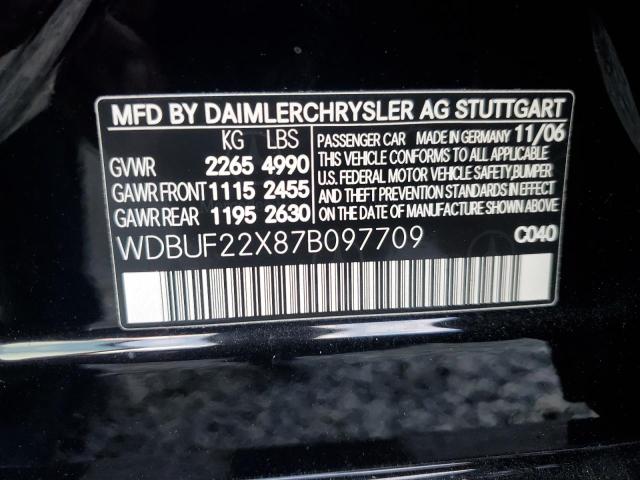 MFD BY DAIMLERCHRYSLER AG STUTTGART
KG LBS
GVWR 2265 4990
GAWR FRONT 1115 2455
GAWR REAR 1195 2630
PASSENGER CAR MADE IN GERMANY 11/06
THIS VEHICLE CONFORMS TO ALL APPLICABLE
U.S. FEDERAL MOTOR VEHICLE SAFETY, BUMPER
AND THEFT PREVENTION STANDARDS IN EFFECT
ON THE DATE OF MANUFACTURE SHOWN ABOVE.
WDBUF22X87B097709 C040